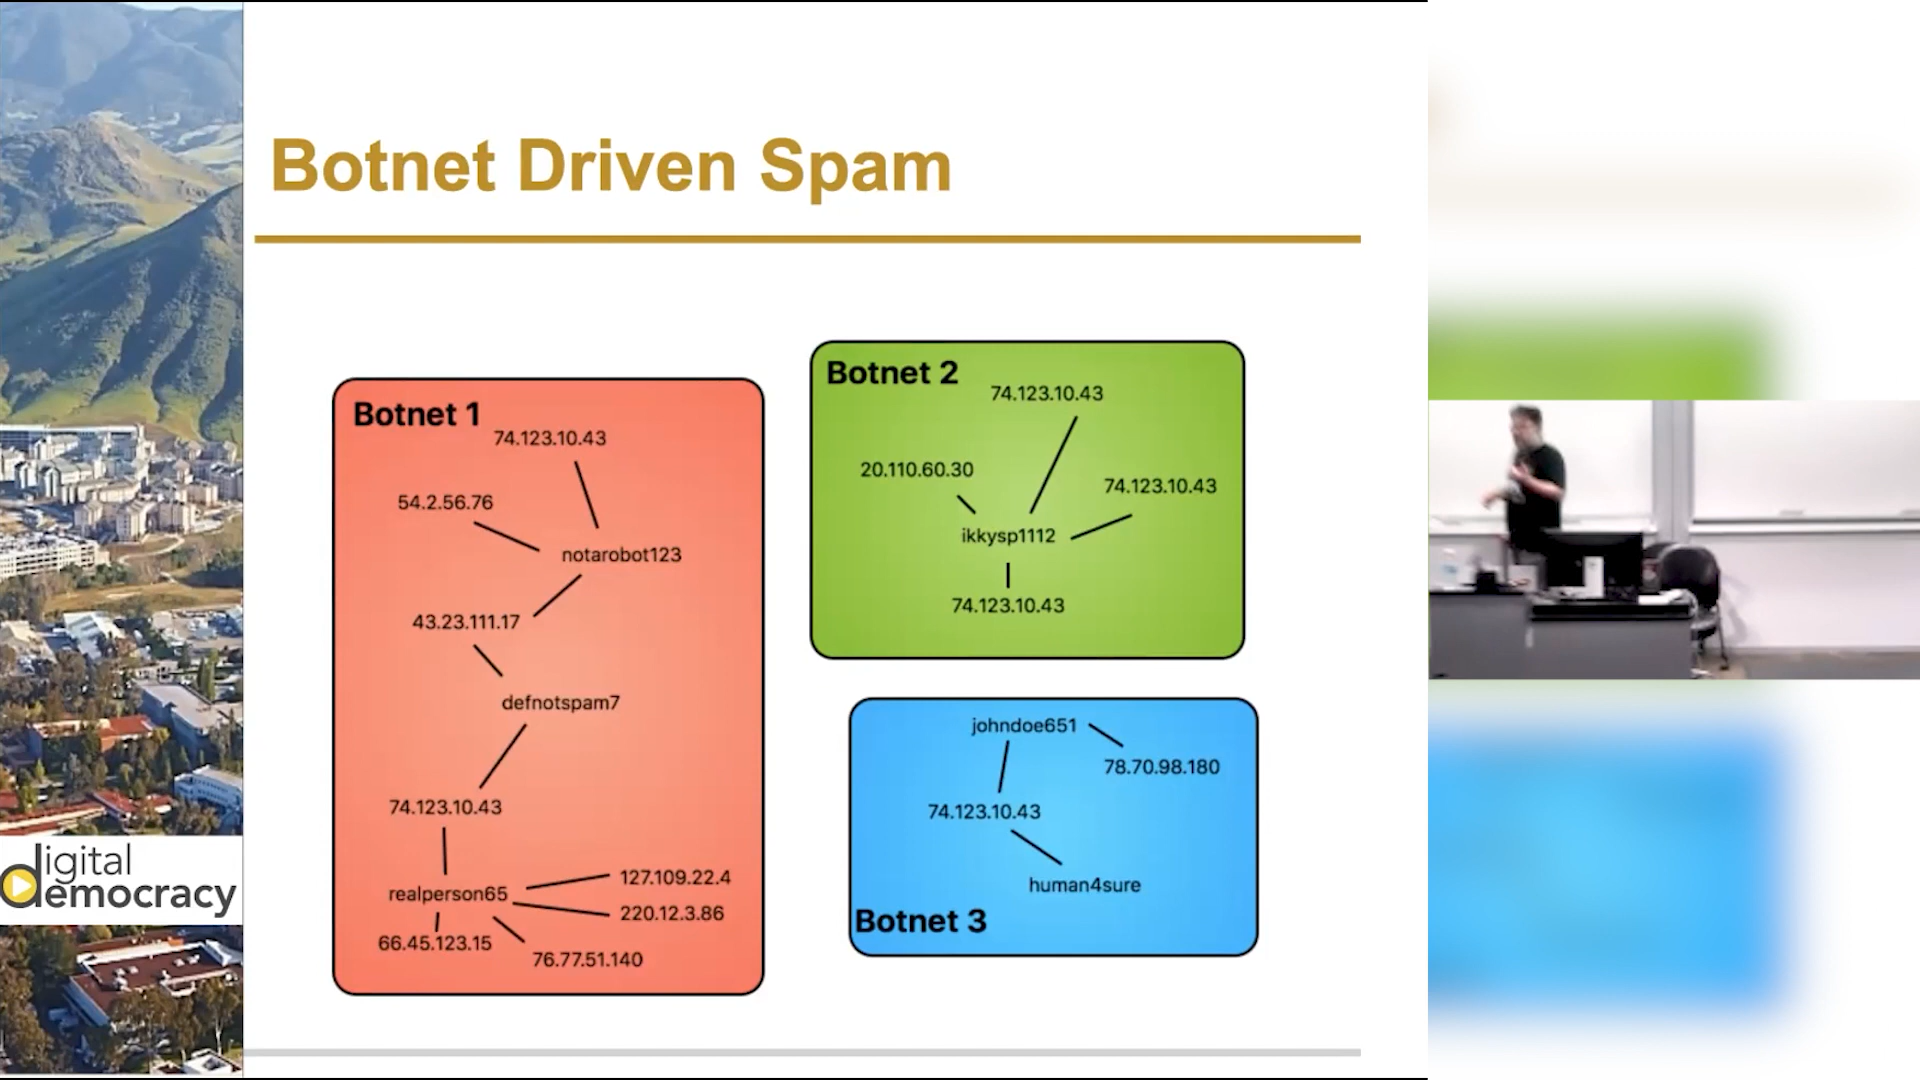 Botnet Driven Spam
Botnet 1
74.123.10.43
54.2.56.76
notarobot123
43.23.111.17
defnotspam7
74.123.10.43
realperson65
127.109.22.4
220.12.3.86
66.45.123.15
76.77.51.140
Botnet 2
74.123.10.43
20.110.60.30
74.123.10.43
ikkysp1112
74.123.10.43
johndoe651
78.70.98.180
74.123.10.43
human4sure
Botnet 3
digital
democracy